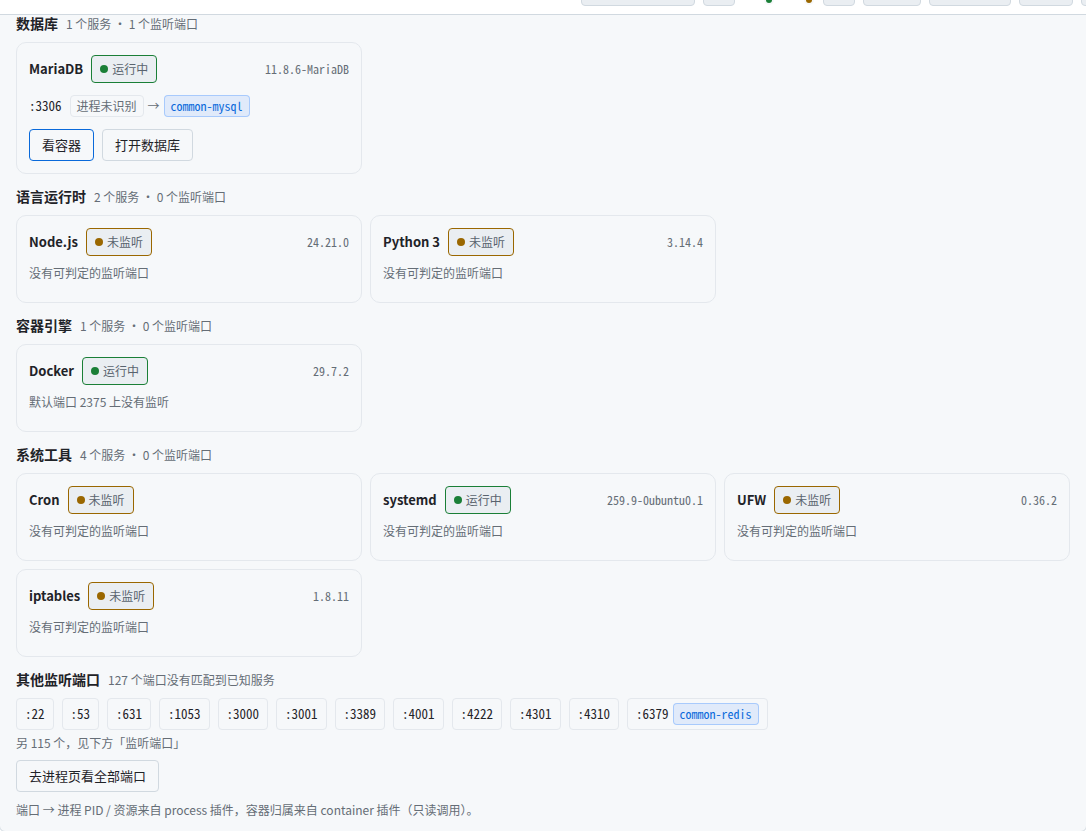 数据库 1 个服务 · 1 个监听端口
MariaDB 运行中 11.8.6-MariaDB
:3306 进程未识别 → common-mysql
看容器 打开数据库
语言运行时 2 个服务 · 0 个监听端口
Node.js 未监听 24.21.0 Python 3 未监听 3.14.4
没有可判定的监听端口 没有可判定的监听端口
容器引擎 1 个服务 · 0 个监听端口
Docker 运行中 29.7.2
默认端口 2375 上没有监听
系统工具 4 个服务 · 0 个监听端口
Cron 未监听 systemd 运行中 259.9-0ubuntu0.1 UFW 未监听 0.36.2
没有可判定的监听端口 没有可判定的监听端口 没有可判定的监听端口
iptables 未监听 1.8.11
没有可判定的监听端口
其他监听端口 127 个端口没有匹配到已知服务
:22 :53 :631 :1053 :3000 :3001 :3389 :4001 :4222 :4301 :4310 :6379 common-redis
另 115 个，见下方「监听端口」
去进程页看全部端口
端口 → 进程 PID / 资源来自 process 插件，容器归属来自 container 插件（只读调用）。